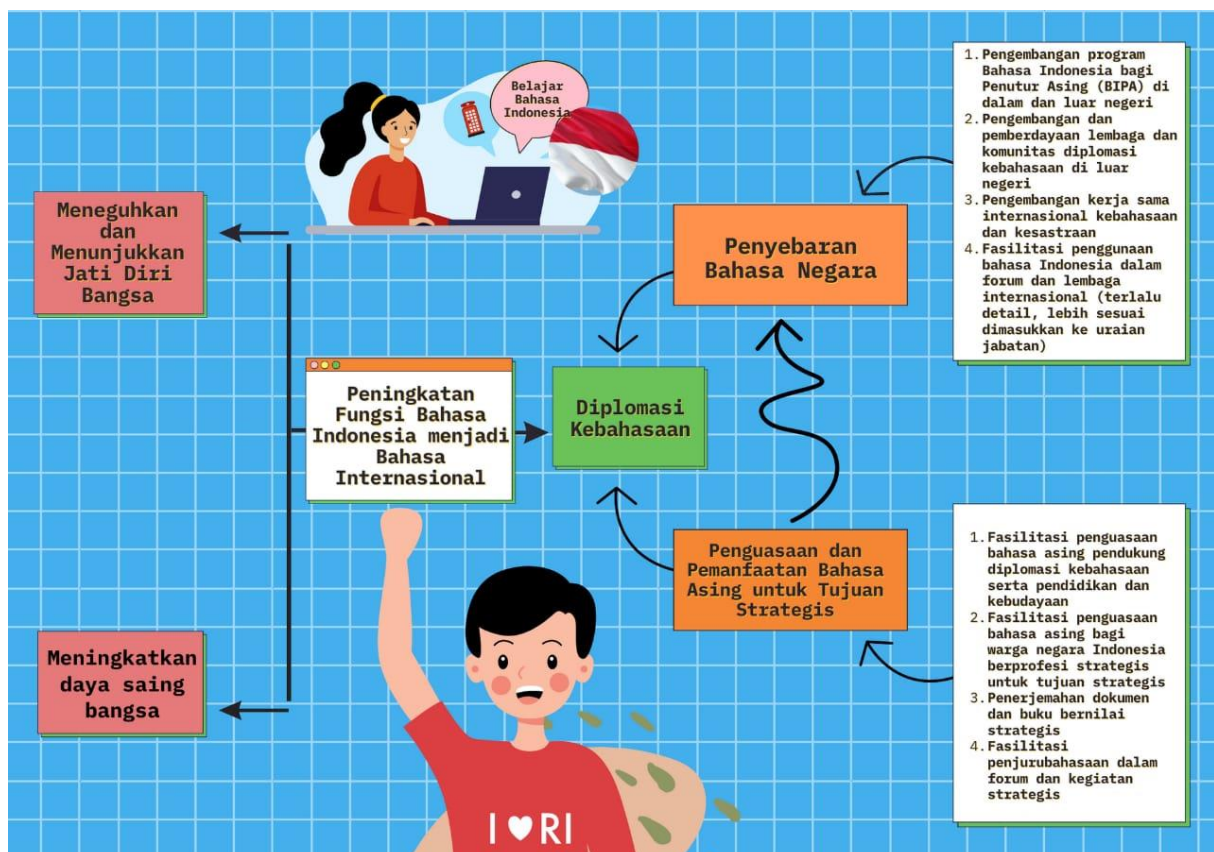 Belajar
Bahasa
Indonesia
Meneguhkan
dan
Menunjukkan
Jati Diri
Bangsa
Peningkatan
Fungsi Bahasa
Indonesia menjadi
Bahasa
Internasional
Meningkatkan
daya saing
bangsa
Diplomasi
Kebahasaan
Penyebaran
Bahasa Negara
Penguasaan dan
Pemanfaatan Bahasa
Asing untuk Tujuan
Strategis
1. Pengembangan program
Bahasa Indonesia bagi
Penutur Asing (BIPA) di
dalam dan luar negeri
2. Pengembangan dan
pemberdayaan lembaga dan
komunitas diplomasi
kebahasaan di luar
negeri
3. Pengembangan kerja sama
internasional kebahasaan
dan kesastraan
4. Fasilitasi penggunaan
bahasa Indonesia dalam
forum dan lembaga
internasional (terlalu
detail, lebih sesuai
dimasukkan ke uraian
jabatan)
1. Fasilitasi penguasaan
bahasa asing pendukung
diplomasi kebahasaan
serta pendidikan dan
kebudayaan
2. Fasilitasi penguasaan
bahasa asing bagi
warga negara Indonesia
berprofesi strategis
untuk tujuan strategis
3. Penerjemahan dokumen
dan buku bernilai
strategis
4. Fasilitasi
penjurubahasaan dalam
forum dan kegiatan
strategis
I ♥ RI